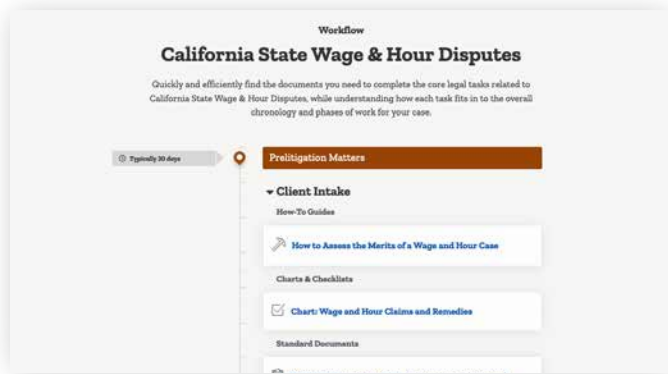 Workflow
California State Wage & Hour Disputes
Quickly and efficiently find the documents you need to complete the core legal tasks related to
California State Wage & Hour Disputes, while understanding how each task fits in to the overall
chronology and phases of work for your case.
Typically 30 days
Prelitigation Matters
Client Intake
How-To Guides
How to Assess the Merits of a Wage and Hour Case
Charts & Checklists
Chart: Wage and Hour Claims and Remedies
Standard Documents